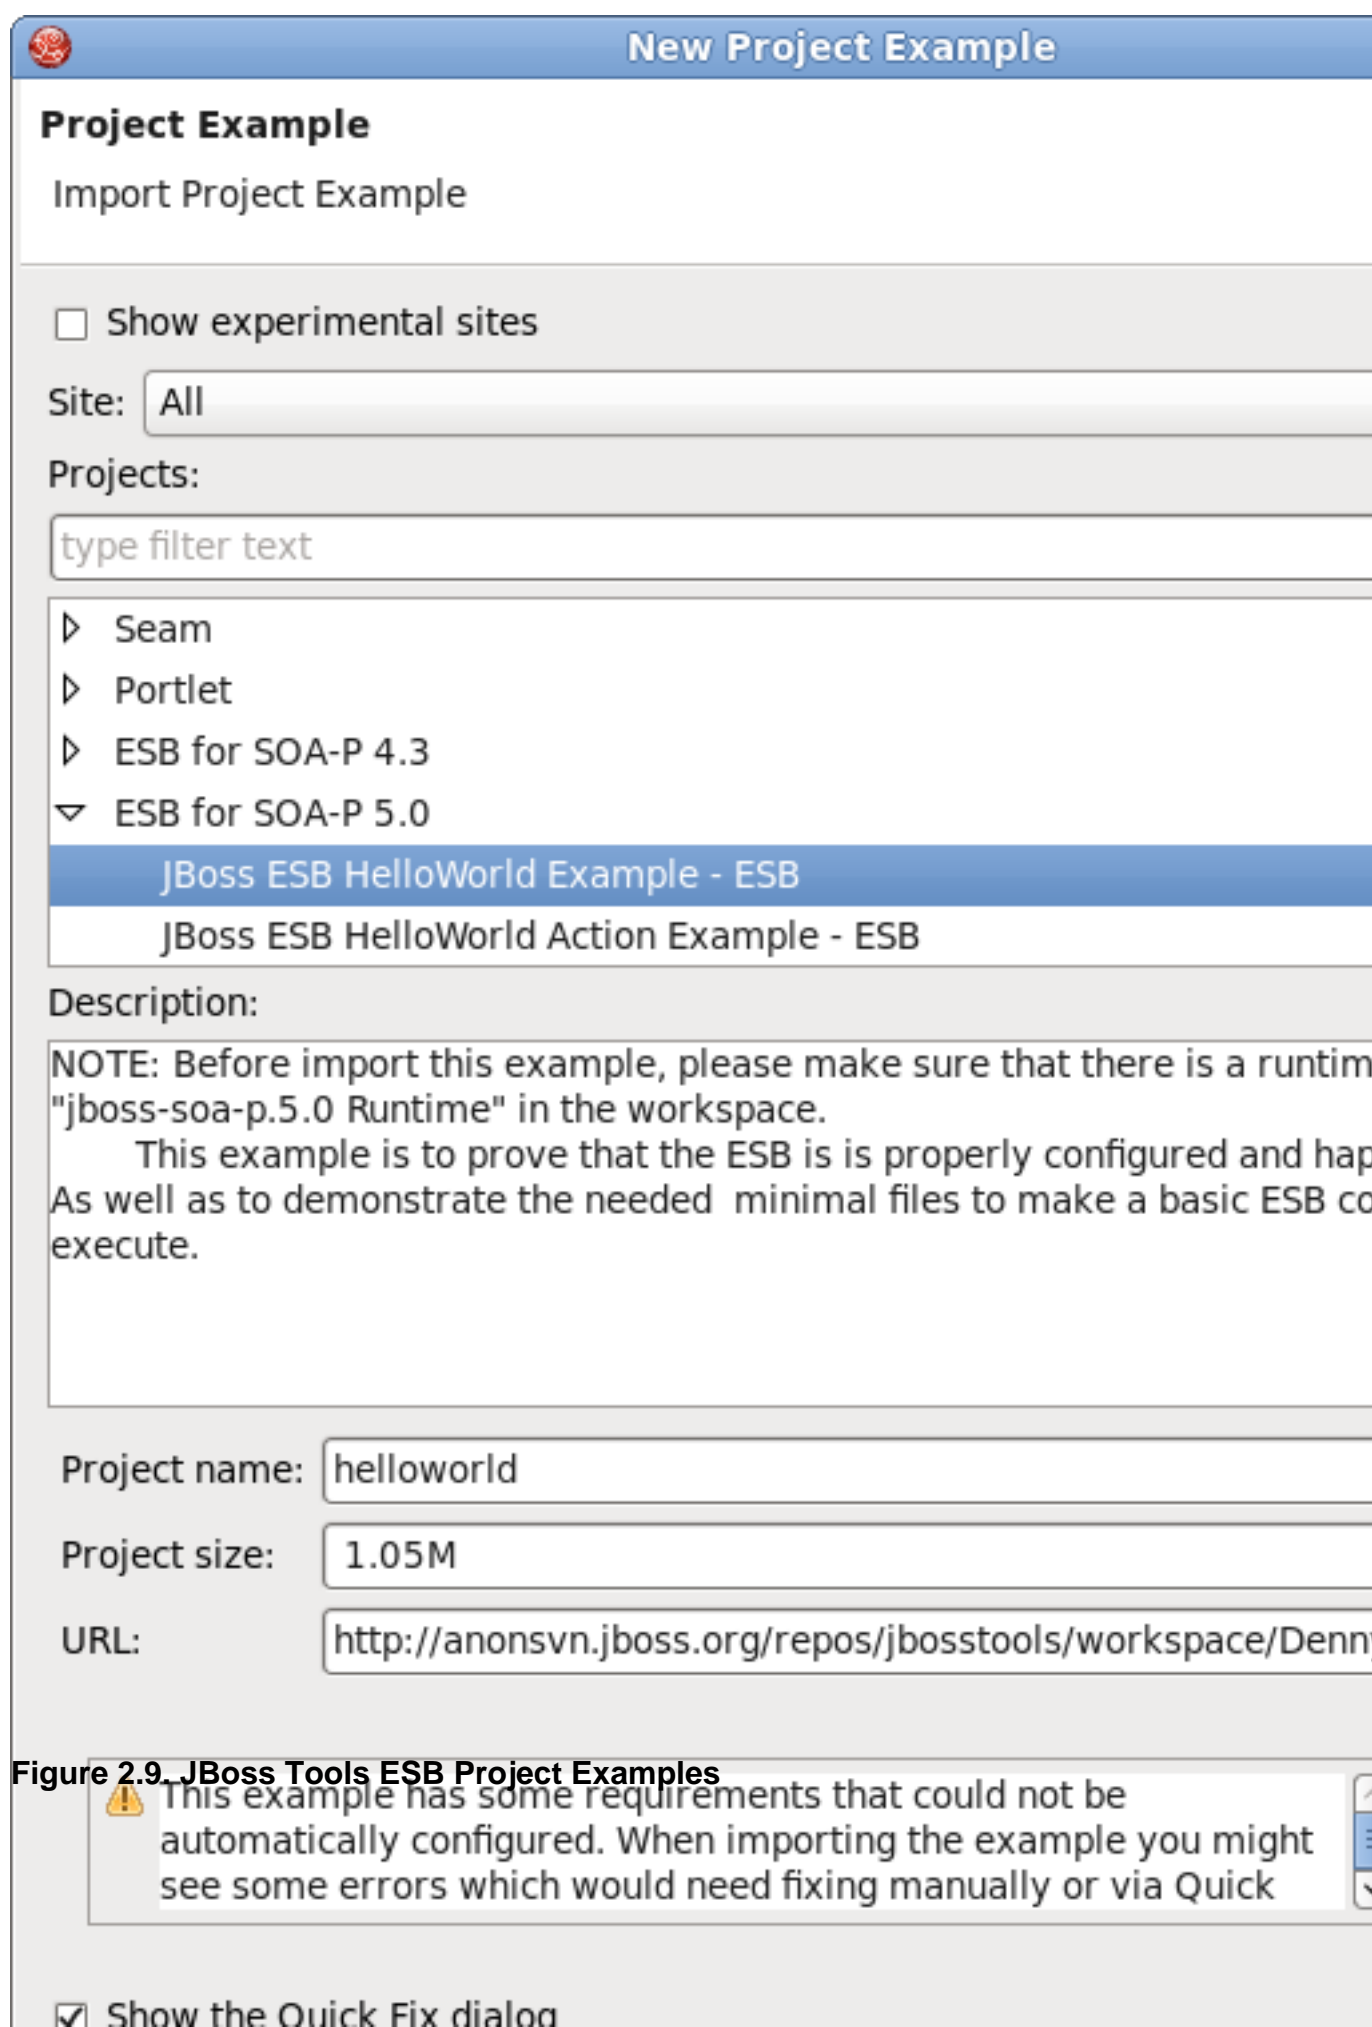 New Project Example
Project Example
Import Project Example
Show experimental sites
Site: All
Projects:
type filter text
Seam
Portlet
ESB for SOA-P 4.3
ESB for SOA-P 5.0
JBoss ESB HelloWorld Example - ESB
JBoss ESB HelloWorld Action Example - ESB
Description:
NOTE: Before import this example, please make sure that there is a runtim
"jboss-soa-p.5.0 Runtime" in the workspace.
This example is to prove that the ESB is is properly configured and hap
As well as to demonstrate the needed  minimal files to make a basic ESB co
execute.
Project name: helloworld
Project size: 1.05M
URL: http://anonsvn.jboss.org/repos/jbosstools/workspace/Denny
Figure 2.9. JBoss Tools ESB Project Examples
This example has some requirements that could not be
automatically configured. When importing the example you might
see some errors which would need fixing manually or via Quick
Show the Quick Fix dialog